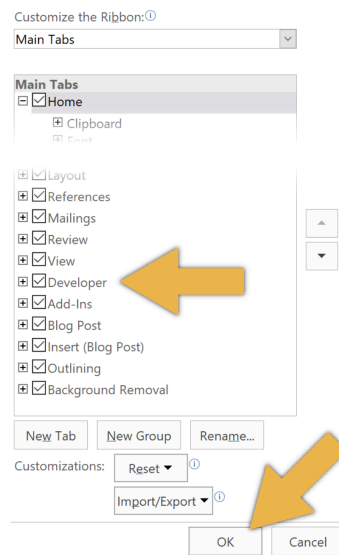 Customize the Ribbon:
Main Tabs
Main Tabs
Home
Clipboard
Font
Layout
References
Mailings
Review
View
Developer
Add-Ins
Blog Post
Insert (Blog Post)
Outlining
Background Removal
New Tab New Group Rename...
Customizations: Reset
Import/Export
OK Cancel